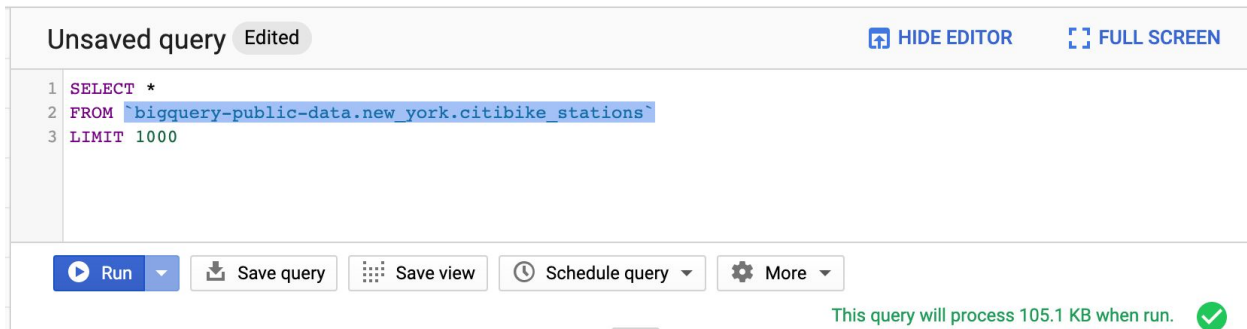 Unsaved query Edited HIDE EDITOR FULL SCREEN
1 SELECT *
2 FROM `bigquery-public-data.new_york.citibike_stations`
3 LIMIT 1000
Run Save query Save view Schedule query More
This query will process 105.1 KB when run.